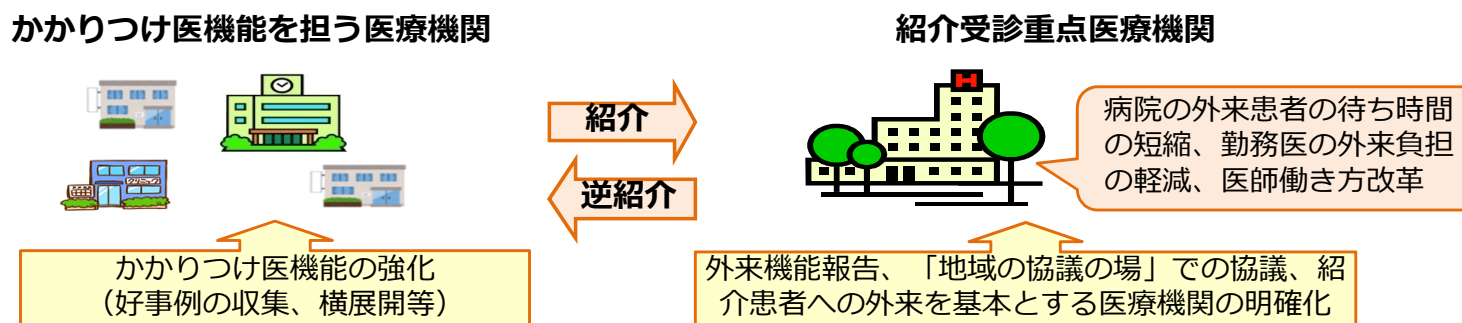 かかりつけ医機能を担う医療機関
紹介受診重点医療機関
紹介
逆紹介
クリニック
H
病院の外来患者の待ち時間
の短縮、勤務医の外来負担
の軽減、医師働き方改革
かかりつけ医機能の強化
（好事例の収集、横展開等）
外来機能報告、「地域の協議の場」での協議、紹
介患者への外来を基本とする医療機関の明確化